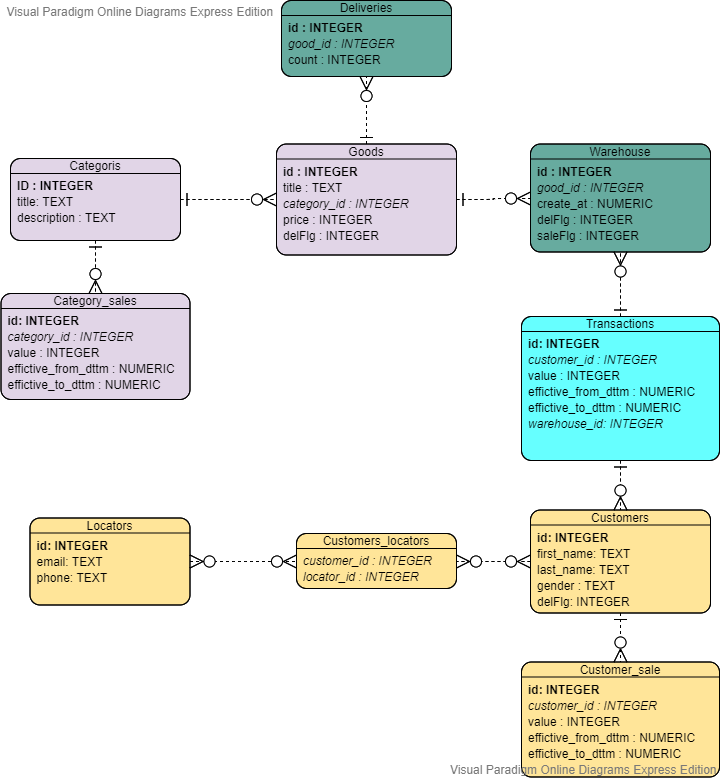 Visual Paradigm Online Diagrams Express Edition
Deliveries
id : INTEGER
good_id : INTEGER
count : INTEGER
Categoris
ID : INTEGER
title: TEXT
description : TEXT
Goods
id : INTEGER
title : TEXT
category_id : INTEGER
price : INTEGER
delFlg : INTEGER
Warehouse
id : INTEGER
good_id : INTEGER
create_at : NUMERIC
delFlg : INTEGER
saleFlg : INTEGER
Category_sales
id: INTEGER
category_id : INTEGER
value : INTEGER
effictive_from_dttm : NUMERIC
effictive_to_dttm : NUMERIC
Transactions
id: INTEGER
customer_id : INTEGER
value : INTEGER
effictive_from_dttm : NUMERIC
effictive_to_dttm : NUMERIC
warehouse_id: INTEGER
Locators
id: INTEGER
email: TEXT
phone: TEXT
Customers_locators
customer_id : INTEGER
locator_id : INTEGER
Customers
id: INTEGER
first_name: TEXT
last_name: TEXT
gender : TEXT
delFlg: INTEGER
Customer_sale
id: INTEGER
customer_id : INTEGER
value : INTEGER
effictive_from_dttm : NUMERIC
effictive_to_dttm : NUMERIC
Visual Paradigm Online Diagrams Express Edition